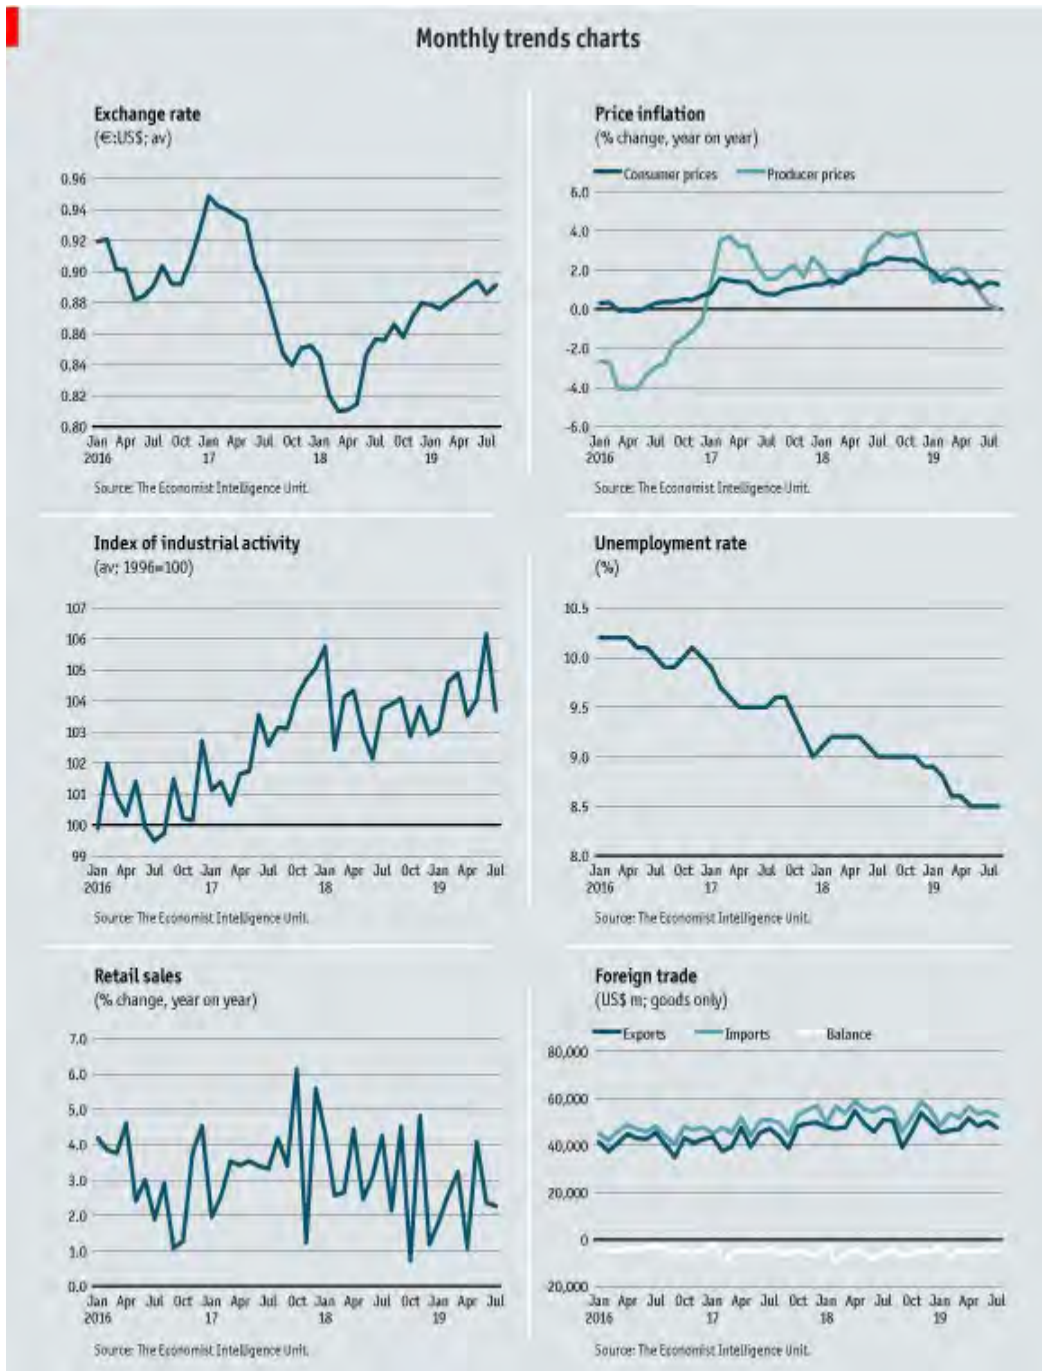 Monthly trends charts
Exchange rate
(€:US$; av)
0.96
0.94
0.92
0.90
0.88
0.86
0.84
0.82
0.80
Jan Apr Jul Oct Jan Apr Jul Oct Jan Apr Jul Oct Jan Apr Jul
2016 17 18 19
Source: The Economist Intelligence Unit.
Price inflation
(% change, year on year)
Consumer prices Producer prices
6.0
4.0
2.0
0.0
-2.0
-4.0
-6.0
Jan Apr Jul Oct Jan Apr Jul Oct Jan Apr Jul Oct Jan Apr Jul
2016 17 18 19
Source: The Economist Intelligence Unit.
Index of industrial activity
(av; 1996=100)
107
106
105
104
103
102
101
100
99
Jan Apr Jul Oct Jan Apr Jul Oct Jan Apr Jul Oct Jan Apr Jul
2016 17 18 19
Source: The Economist Intelligence Unit.
Unemployment rate
(%)
10.5
10.0
9.5
9.0
8.5
8.0
Jan Apr Jul Oct Jan Apr Jul Oct Jan Apr Jul Oct Jan Apr Jul
2016 17 18 19
Source: The Economist Intelligence Unit.
Retail sales
(% change, year on year)
7.0
6.0
5.0
4.0
3.0
2.0
1.0
0.0
Jan Apr Jul Oct Jan Apr Jul Oct Jan Apr Jul Oct Jan Apr Jul
2016 17 18 19
Source: The Economist Intelligence Unit.
Foreign trade
(US$ m; goods only)
Exports Imports Balance
80,000
60,000
40,000
20,000
0
20,000
Jan Apr Jul Oct Jan Apr Jul Oct Jan Apr Jul Oct Jan Apr Jul
2016 17 18 19
Source: The Economist Intelligence Unit.